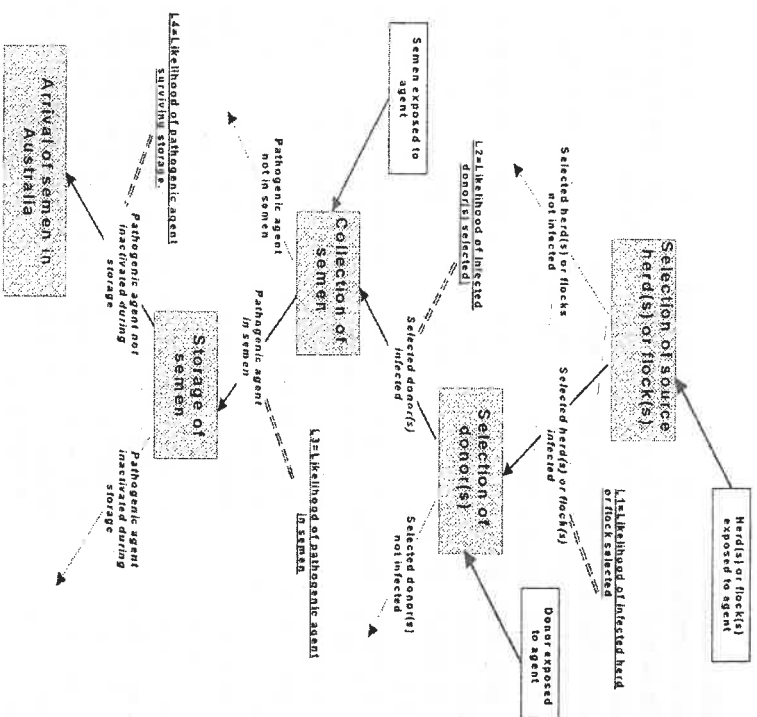 Herd(s) or flock(s)
exposed to agent
Selection of source
herd(s) or flock(s)
L1=Likelihood of infected herd
or flock selected
Selected herd(s) or flocks
not infected
Selected herd(s) or flock(s)
infected
Donor exposed
to agent
L2=Likelihood of infected
donor(s) selected
Selection of
donor(s)
Selected donor(s)
infected
Selected donor(s)
not infected
Semen exposed to
agent
Collection of
semen
L3=Likelihood of pathogenic agent
in semen
Pathogenic agent
not in semen
Pathogenic agent
in semen
Storage of
semen
L4=Likelihood of pathogenic agent
surviving storage.
Pathogenic agent not
inactivated during
storage
Pathogenic agent
inactivated during
storage
Arrival of semen in
Australia